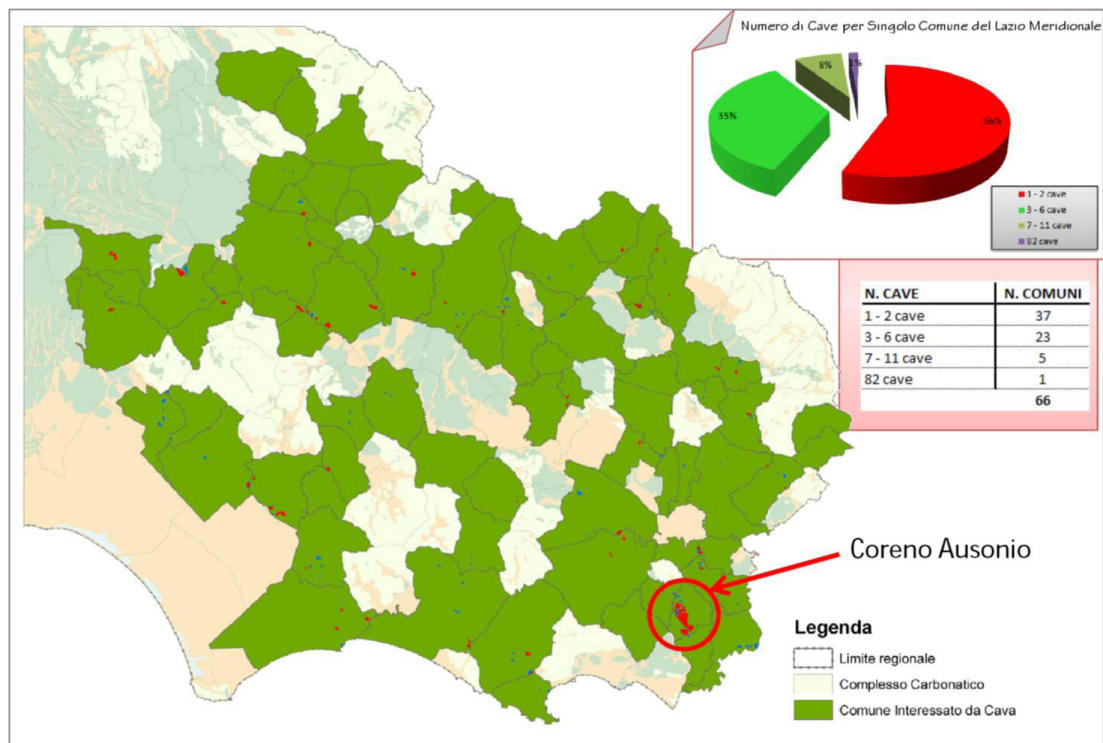 Numero di Cave per Singolo Comune del Lazio Meridionale
8%
1%
35%
56%
1 - 2 cave
3 - 6 cave
7 - 11 cave
82 cave
N. CAVE N. COMUNI
1 - 2 cave 37
3 - 6 cave 23
7 - 11 cave 5
82 cave 1
66
Coreno Ausonio
Legenda
Limite regionale
Complesso Carbonatico
Comune Interessato da Cava